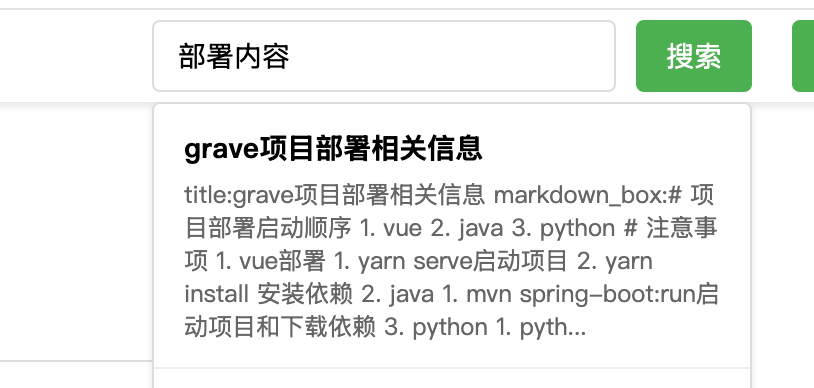 部署内容 搜索
grave项目部署相关信息
title:grave项目部署相关信息 markdown_box:# 项
目部署启动顺序 1. vue 2. java 3. python # 注意事
项 1. vue部署 1. yarn serve启动项目 2. yarn
install 安装依赖 2. java 1. mvn spring-boot:run启
动项目和下载依赖 3. python 1. pyth...